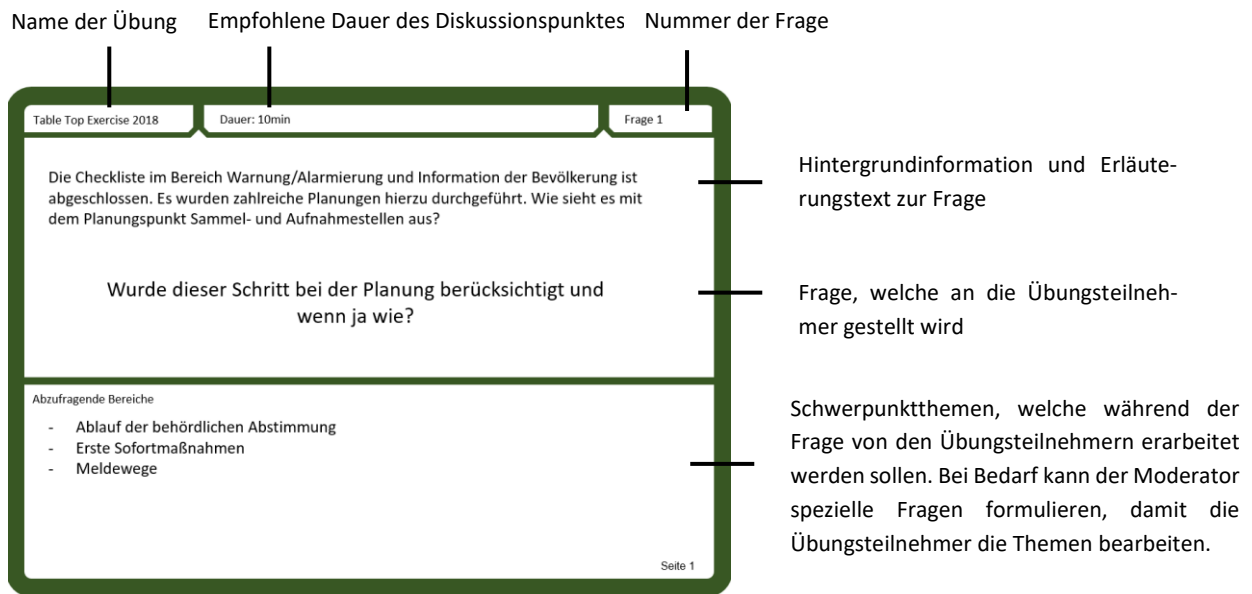 Name der Übung
Empfohlene Dauer des Diskussionspunktes
Nummer der Frage
Table Top Exercise 2018
Dauer: 10min
Frage 1
Die Checkliste im Bereich Warnung/Alarmierung und Information der Bevölkerung ist
abgeschlossen. Es wurden zahlreiche Planungen hierzu durchgeführt. Wie sieht es mit
dem Planungspunkt Sammel- und Aufnahmestellen aus?
Hintergrundinformation und Erläute-
rungstext zur Frage
Wurde dieser Schritt bei der Planung berücksichtigt und
wenn ja wie?
Frage, welche an die Übungsteilneh-
mer gestellt wird
Abzufragende Bereiche
- Ablauf der behördlichen Abstimmung
- Erste Sofortmaßnahmen
- Meldewege
Seite 1
Schwerpunktthemen, welche während der
Frage von den Übungsteilnehmern erarbeitet
werden sollen. Bei Bedarf kann der Moderator
spezielle Fragen formulieren, damit die
Übungsteilnehmer die Themen bearbeiten.